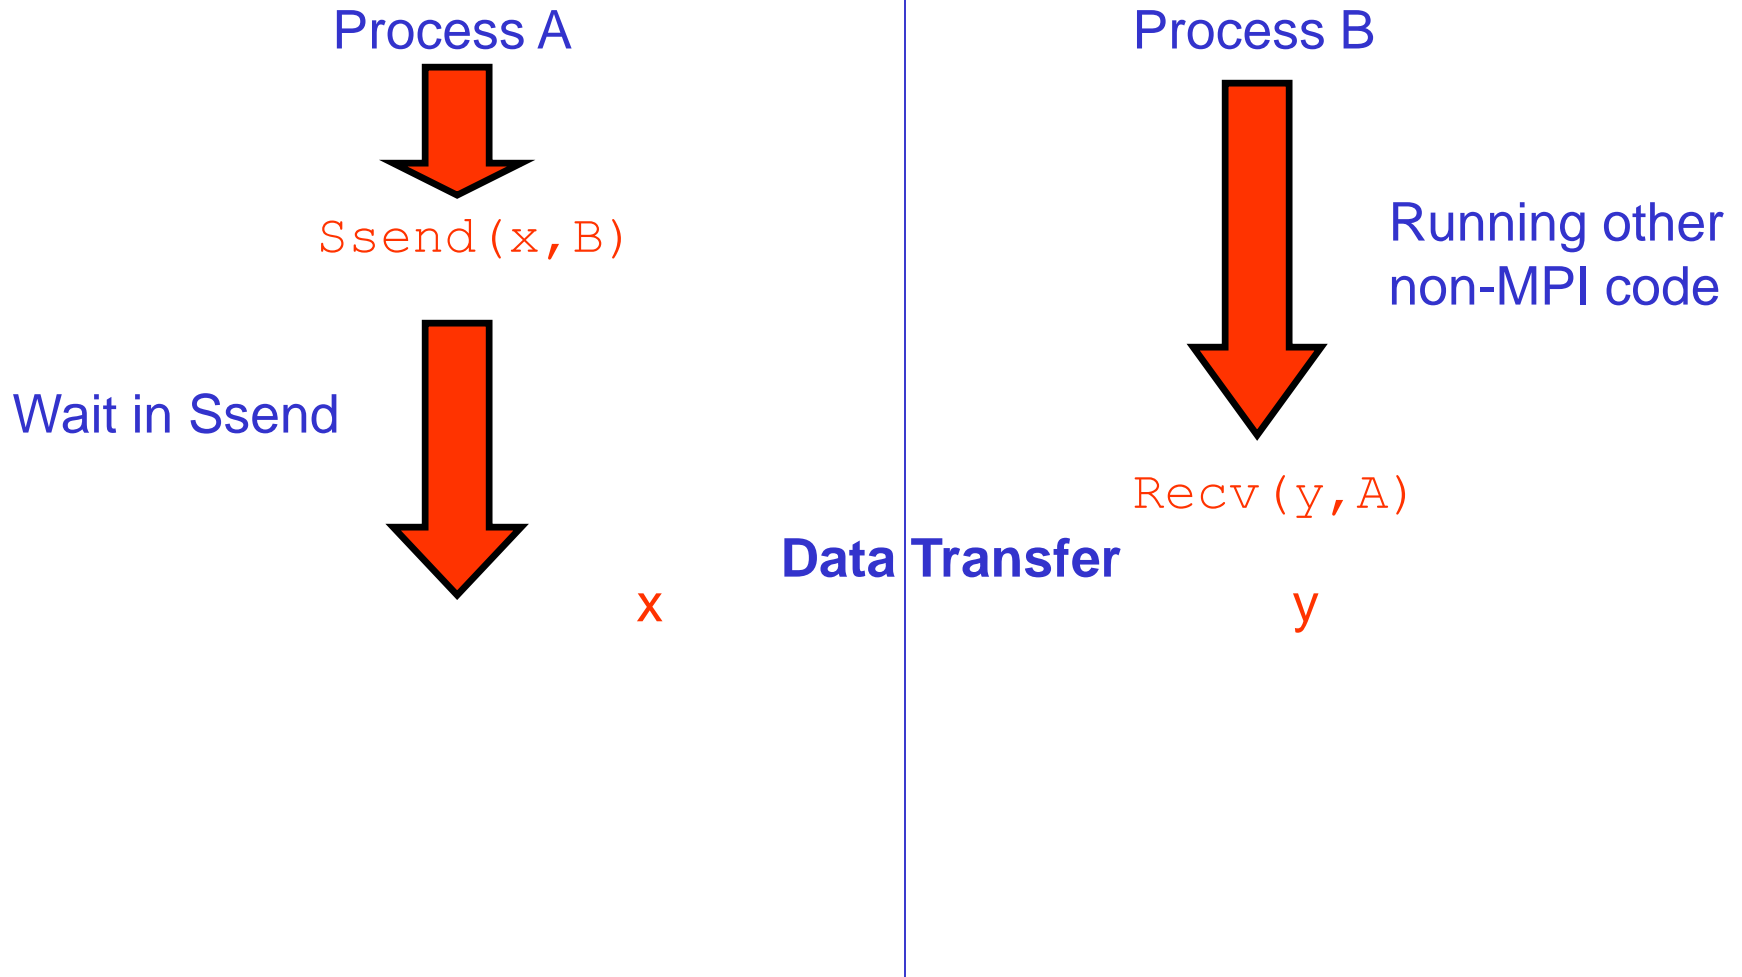 Process A
Process B
Ssend(x,B)
Running other
non-MPI code
Wait in Ssend
Recv(y,A)
Data Transfer
x
y